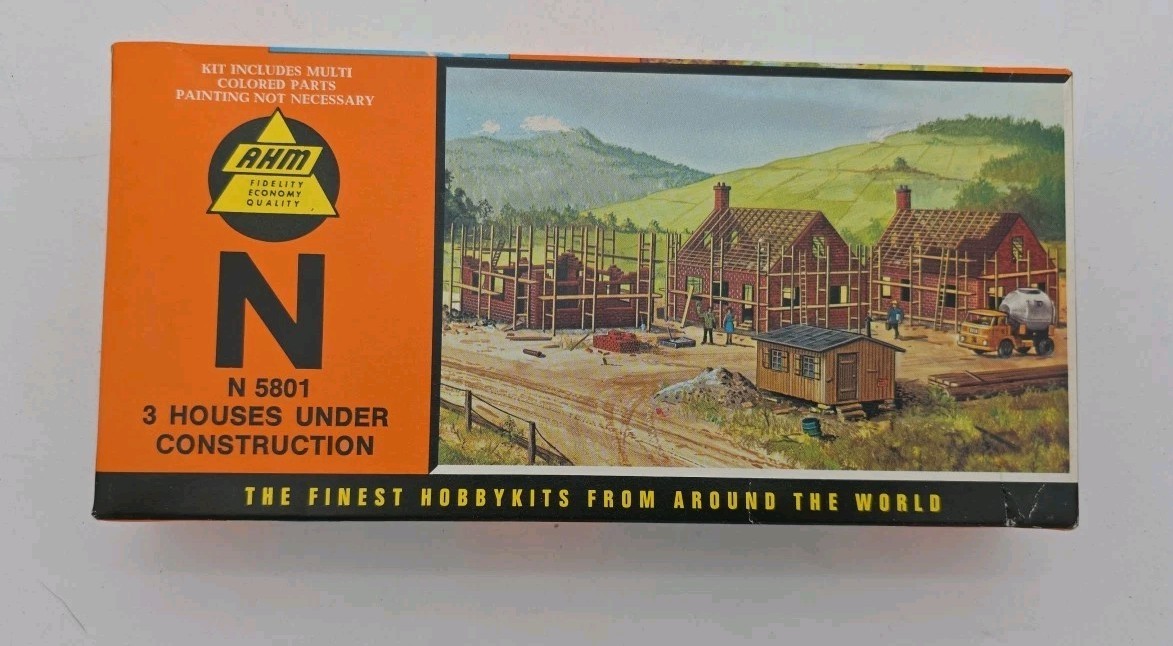 KIT INCLUDES MULTI
COLORED PARTS
PAINTING NOT NECESSARY
AHM
FIDELITY
ECONOMY
QUALITY
N
N 5801
3 HOUSES UNDER
CONSTRUCTION
THE FINEST HOBBYKITS FROM AROUND THE WORLD